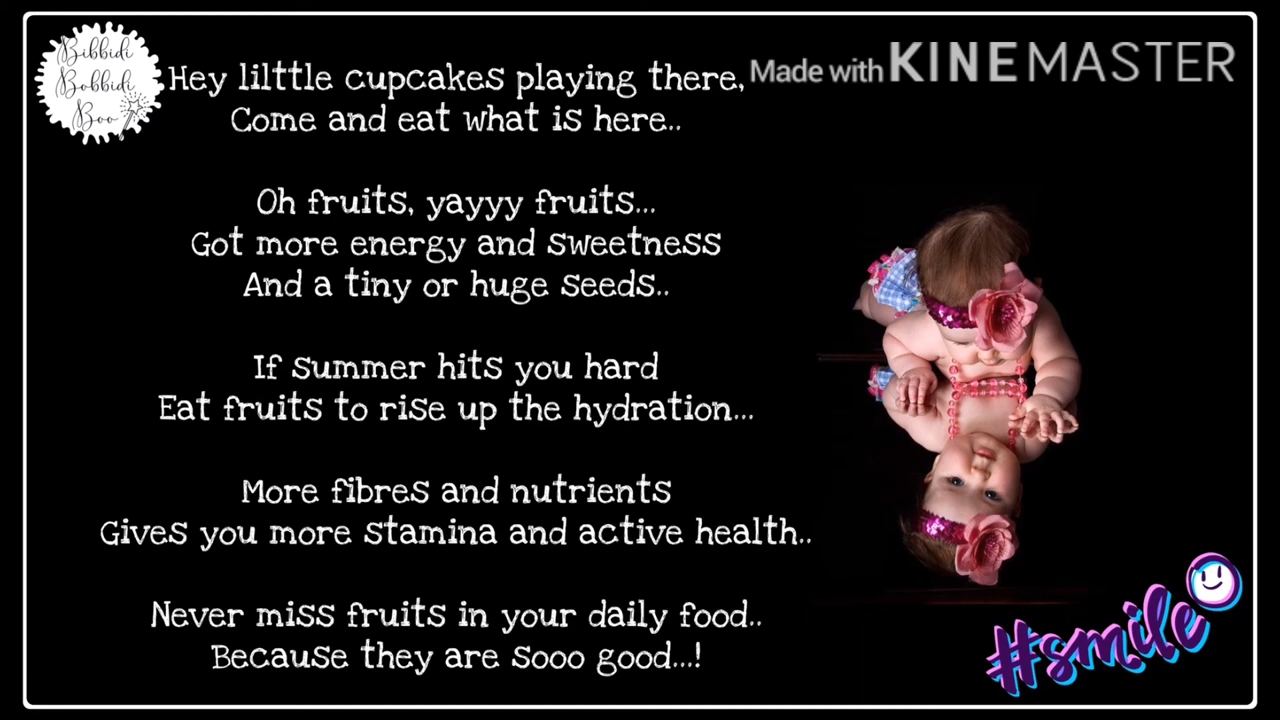 Bibbidi
Bobbidi
Boo
Made with KINEMASTER
Hey lilttle cupcakes playing there,
Come and eat what is here..
Oh fruits, yayyy fruits...
Got more energy and sweetness
And a tiny or huge seeds..
If summer hits you hard
Eat fruits to rise up the hydration...
More fibres and nutrients
Gives you more stamina and active health..
Never miss fruits in your daily food..
Because they are sooo good...!
#smile